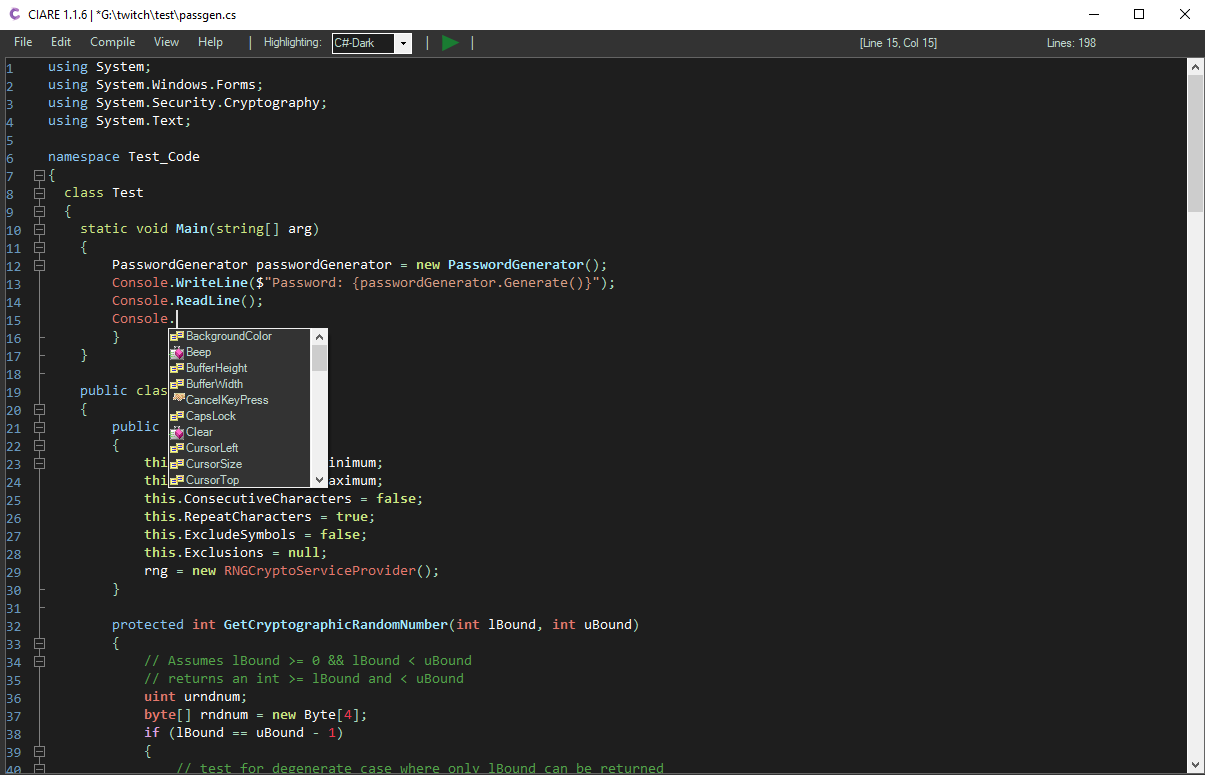 CIARE 1.1.6 | *G:\twitch\test\passgen.cs
File Edit Compile View Help | Highlighting: C#-Dark | | [Line 15, Col 15] Lines: 198
1 using System;
2 using System.Windows.Forms;
3 using System.Security.Cryptography;
4 using System.Text;
5
6 namespace Test_Code
7 {
8 class Test
9 {
10 static void Main(string[] arg)
11 {
12 PasswordGenerator passwordGenerator = new PasswordGenerator();
13 Console.WriteLine($"Password: {passwordGenerator.Generate()}");
14 Console.ReadLine();
15 Console.
16 }
17 }
18
19 public clas
20 {
21 public
22 {
23 thi inimum;
24 thi aximum;
25 this.ConsecutiveCharacters = false;
26 this.RepeatCharacters = true;
27 this.ExcludeSymbols = false;
28 this.Exclusions = null;
29 rng = new RNGCryptoServiceProvider();
30 }
31
32 protected int GetCryptographicRandomNumber(int lBound, int uBound)
33 {
34 // Assumes lBound >= 0 && lBound < uBound
35 // returns an int >= lBound and < uBound
36 uint urndnum;
37 byte[] rndnum = new Byte[4];
38 if (lBound == uBound - 1)
39 {
40 // test for degenerate case where only lBound can be returned
BackgroundColor
Beep
BufferHeight
BufferWidth
CancelKeyPress
CapsLock
Clear
CursorLeft
CursorSize
CursorTop